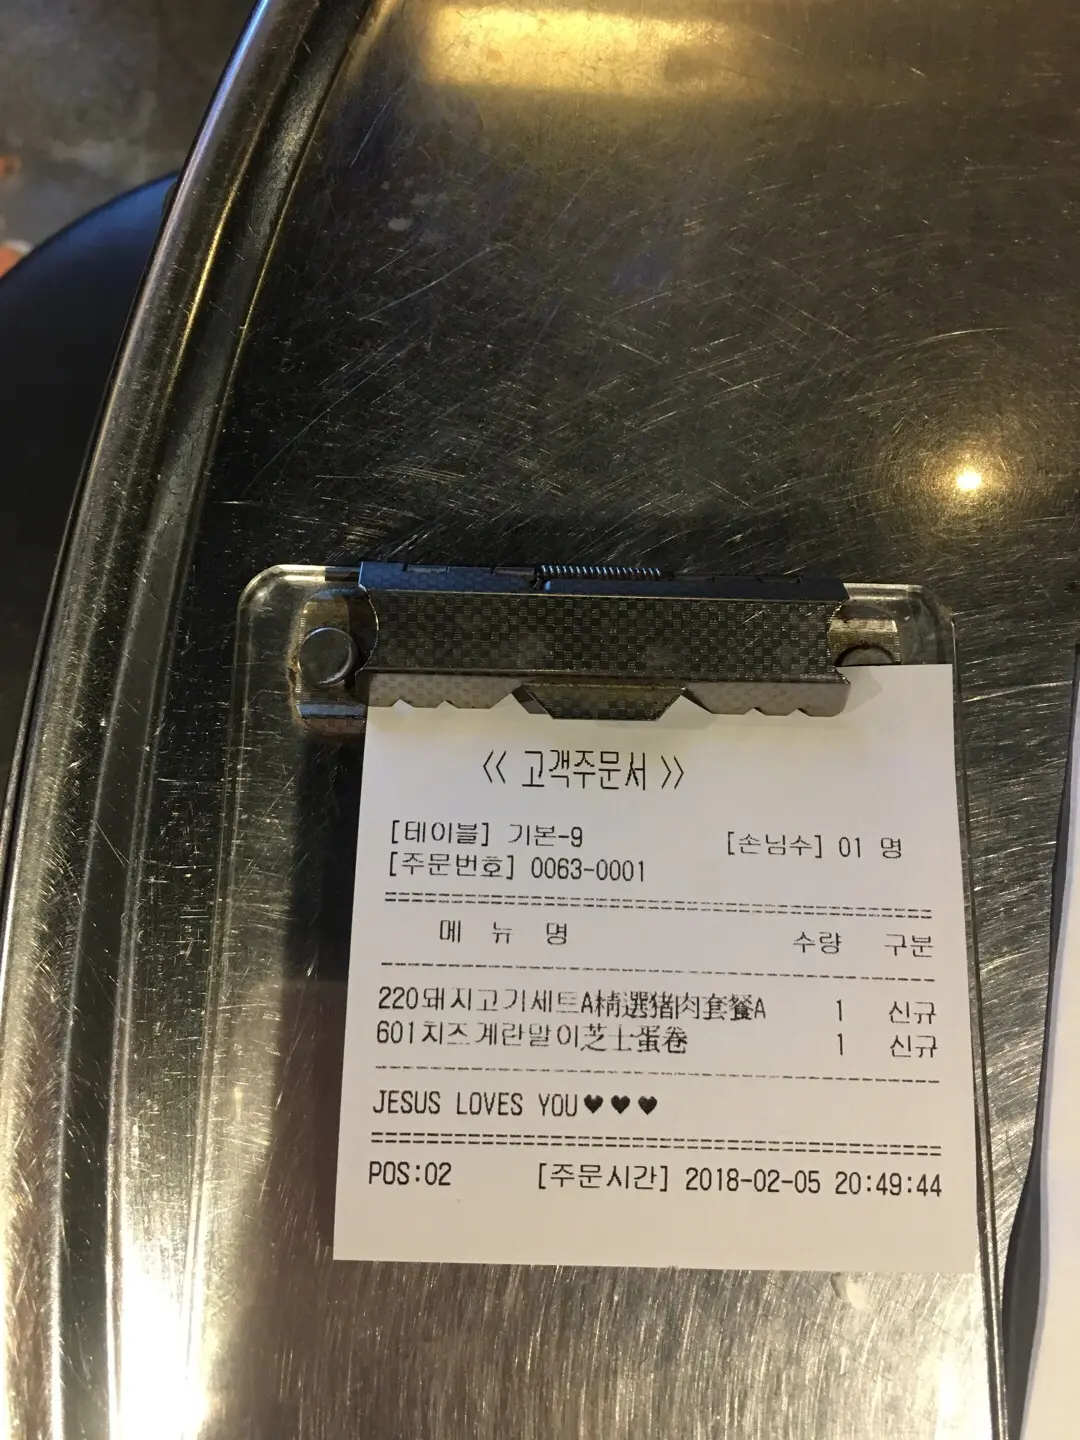 << 고객주문서 >>
[테이블] 기본-9 [손님수] 01 명
[주문번호] 0063-0001
================================================
메 뉴 명 수량 구분
------------------------------------------------
220돼지고기세트A精選豬肉套餐A 1 신규
601치즈계란말이芝士蛋卷 1 신규
------------------------------------------------
JESUS LOVES YOU♥♥♥
================================================
POS:02 [주문시간] 2018-02-05 20:49:44